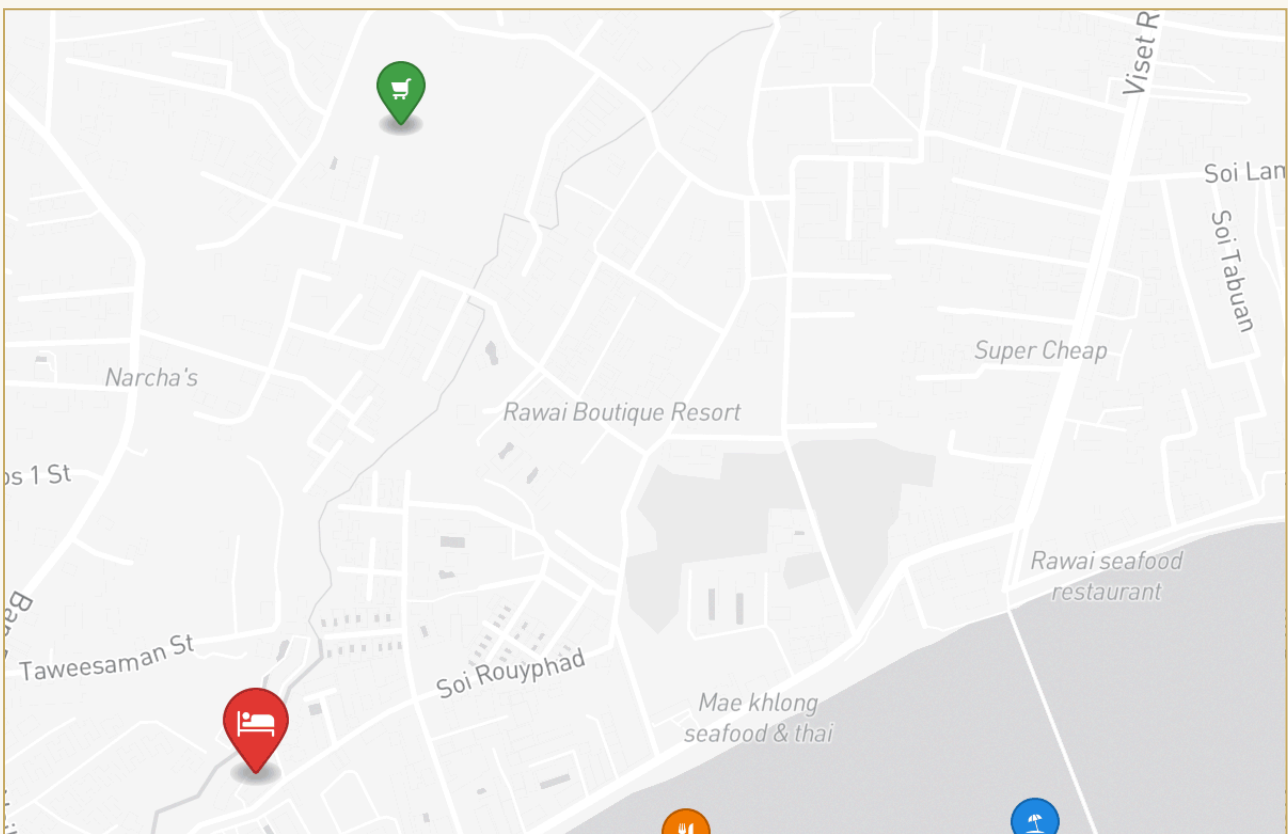 Viset R
Soi Lan
Soi Tabuan
Super Cheap
Narcha's
Rawai Boutique Resort
os 1 St
Rawai seafood
restaurant
Taweesaman St
Soi Rouyphad
Mae khlong
seafood & thai